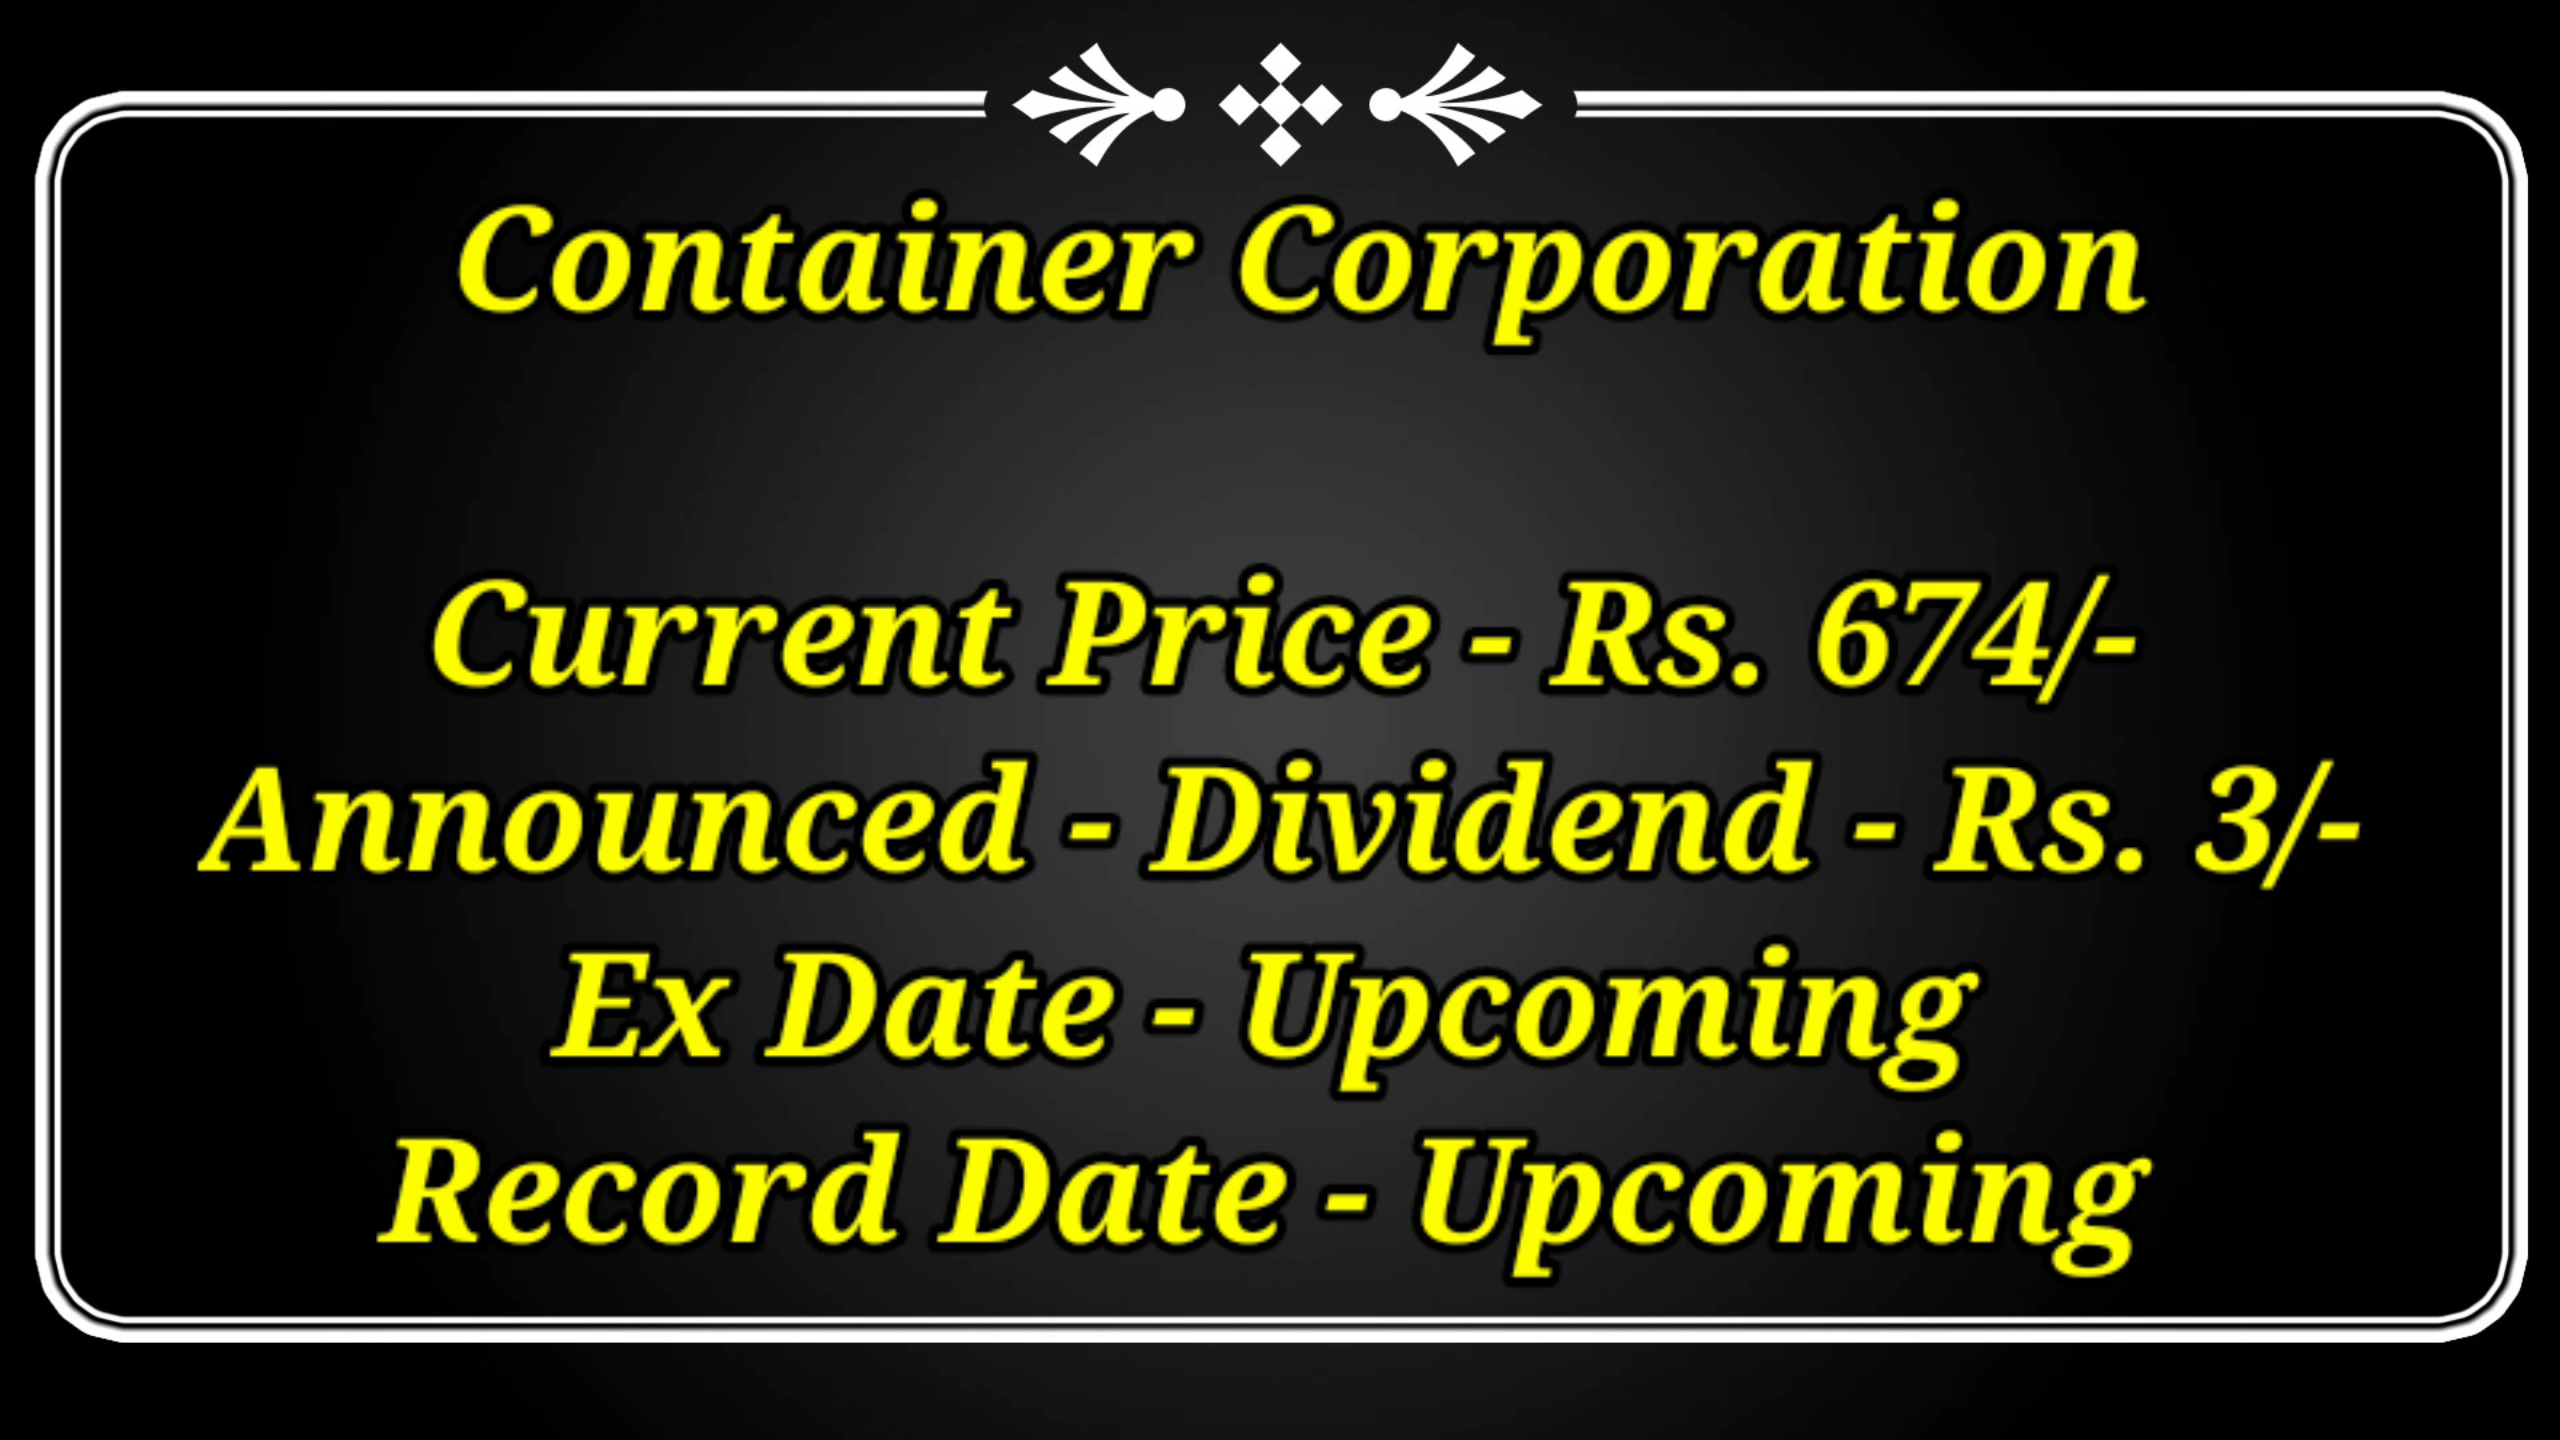 Container Corporation
Current Price - Rs. 674/-
Announced - Dividend - Rs. 3/-
Ex Date - Upcoming
Record Date - Upcoming